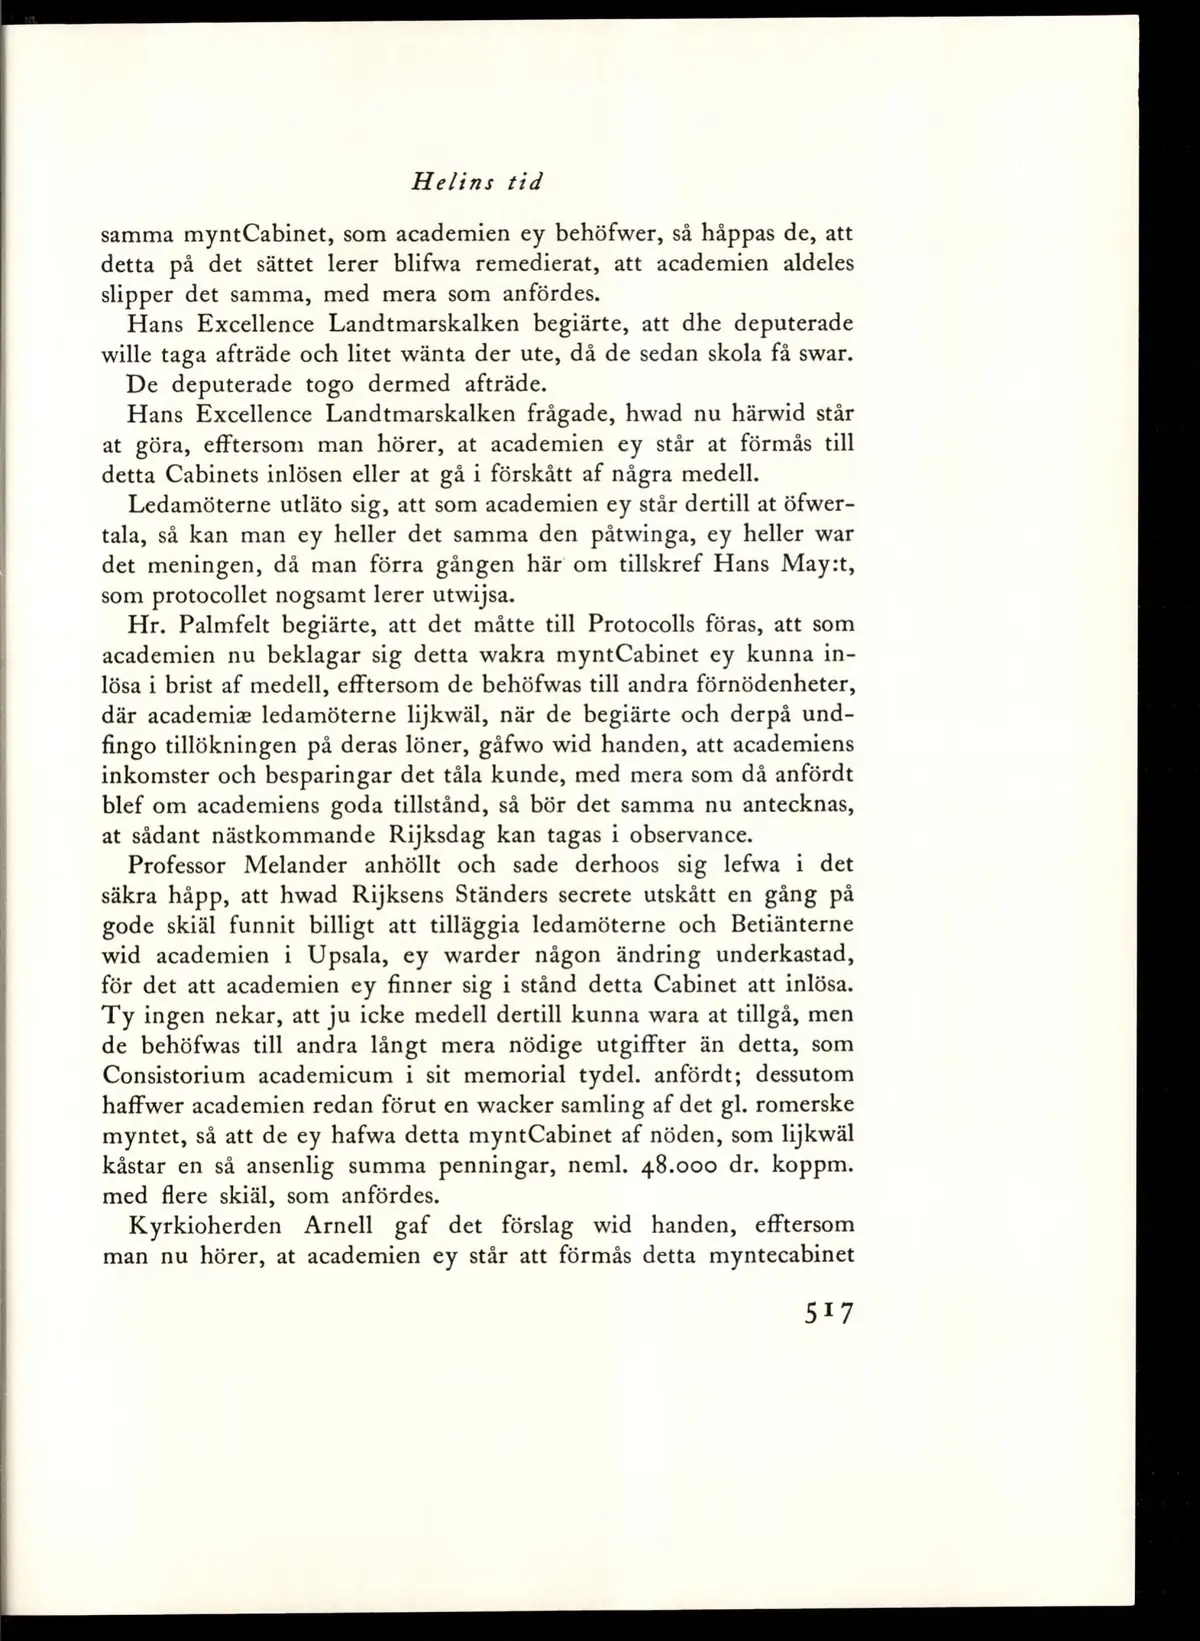 Helins tid
samma myntCabinet, som academien ey behöfwer, så håppas de, att
detta på det sättet lerer blifwa remedierat, att academien aldeles
slipper det samma, med mera som anfördes.
Hans Excellence Landtmarskalken begiärte, att dhe deputerade
wille taga afträde och litet wänta der ute, då de sedan skola få swar.
De deputerade togo dermed afträde.
Hans Excellence Landtmarskalken frågade, hwad nu härwid står
at göra, efftersom man hörer, at academien ey står at förmås till
detta Cabinets inlösen eller at gå i förskått af några medell.
Ledamöterne utläto sig, att som academien ey står dertill at öfwer-
tala, så kan man ey heller det samma den påtwinga, ey heller war
det meningen, då man förra gången här om tillskref Hans May:t,
som protocollet nogsamt lerer utwijsa.
Hr. Palmfelt begiärte, att det måtte till Protocolls föras, att som
academien nu beklagar sig detta wakra myntCabinet ey kunna in-
lösa i brist af medell, efftersom de behöfwas till andra förnödenheter,
där academiæ ledamöterne lijkwäl, när de begiärte och derpå und-
fingo tillökningen på deras löner, gåfwo wid handen, att academiens
inkomster och besparingar det tåla kunde, med mera som då anfördt
blef om academiens goda tillstånd, så bör det samma nu antecknas,
at sådant nästkommande Rijksdag kan tagas i observance.
Professor Melander anhöllt och sade derhoos sig lefwa i det
säkra håpp, att hwad Rijksens Ständers secrete utskått en gång på
gode skiäl funnit billigt att tilläggia ledamöterne och Betiänterne
wid academien i Upsala, ey warder någon ändring underkastad,
för det att academien ey finner sig i stånd detta Cabinet att inlösa.
Ty ingen nekar, att ju icke medell dertill kunna wara at tillgå, men
de behöfwas till andra långt mera nödige utgiffter än detta, som
Consistorium academicum i sit memorial tydel. anfördt; dessutom
haffwer academien redan förut en wacker samling af det gl. romerske
myntet, så att de ey hafwa detta myntCabinet af nöden, som lijkwäl
kåstar en så ansenlig summa penningar, neml. 48.000 dr. koppm.
med flere skiäl, som anfördes.
Kyrkioherden Arnell gaf det förslag wid handen, efftersom
man nu hörer, at academien ey står att förmås detta myntecabinet
517